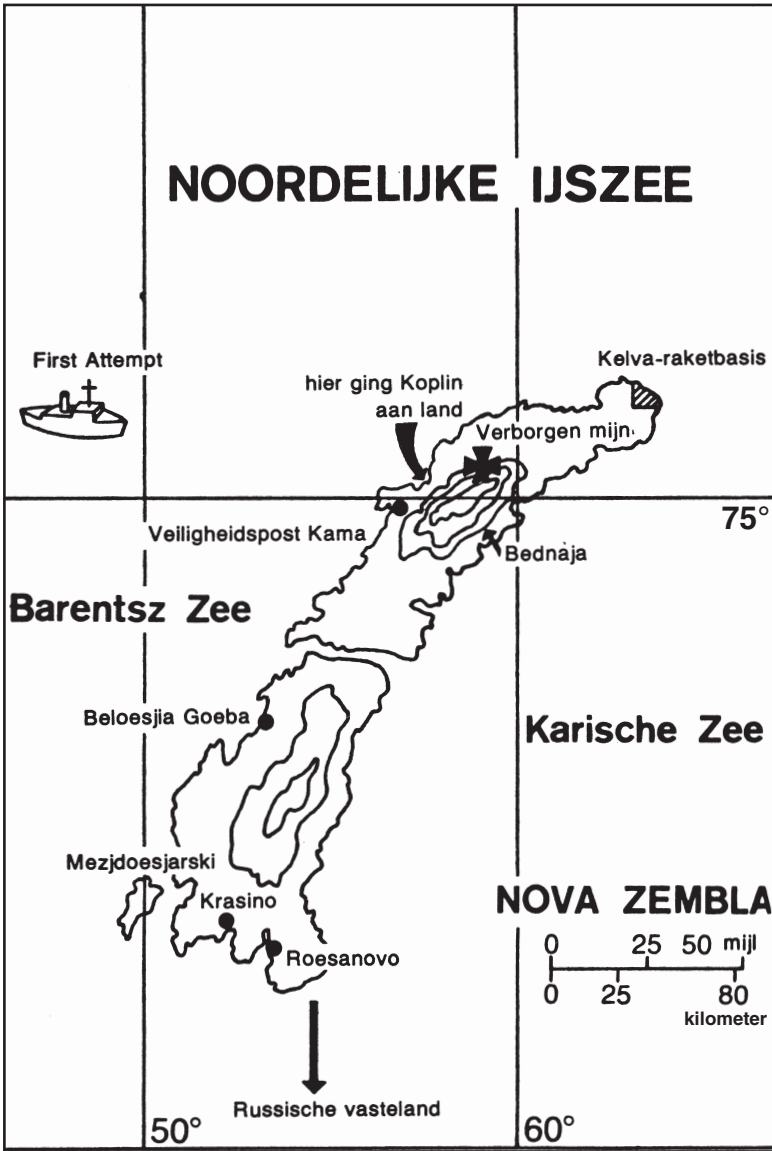 NOORDELIJKE IJSZEE
First Attempt
Kelva-raketbasis
hier ging Koplin
aan land
Verborgen mijn
75°
Veiligheidspost Kama
Bednaja
Barentsz Zee
Beloesjia Goeba
Karische Zee
Mezjdoesjarski
Krasino
NOVA ZEMBLA
0 25 50 mijl
Roesanovo
0 25 80
kilometer
Russische vasteland
50° 60°